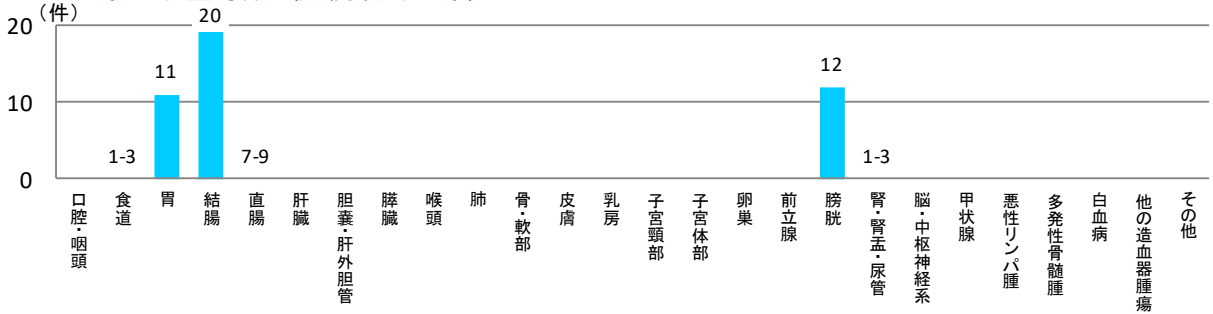 （件）
20
10
0
1-3
11
20
7-9
12
1-3
口腔・咽頭
食道
胃
結腸
直腸
肝臓
胆嚢・肝外胆管
膵臓
喉頭
肺
骨・軟部
皮膚
乳房
子宮頸部
子宮体部
卵巣
前立腺
膀胱
腎・腎盂・尿管
脳・中枢神経系
甲状腺
悪性リンパ腫
多発性骨髄腫
白血病
他の造血器腫瘍
その他